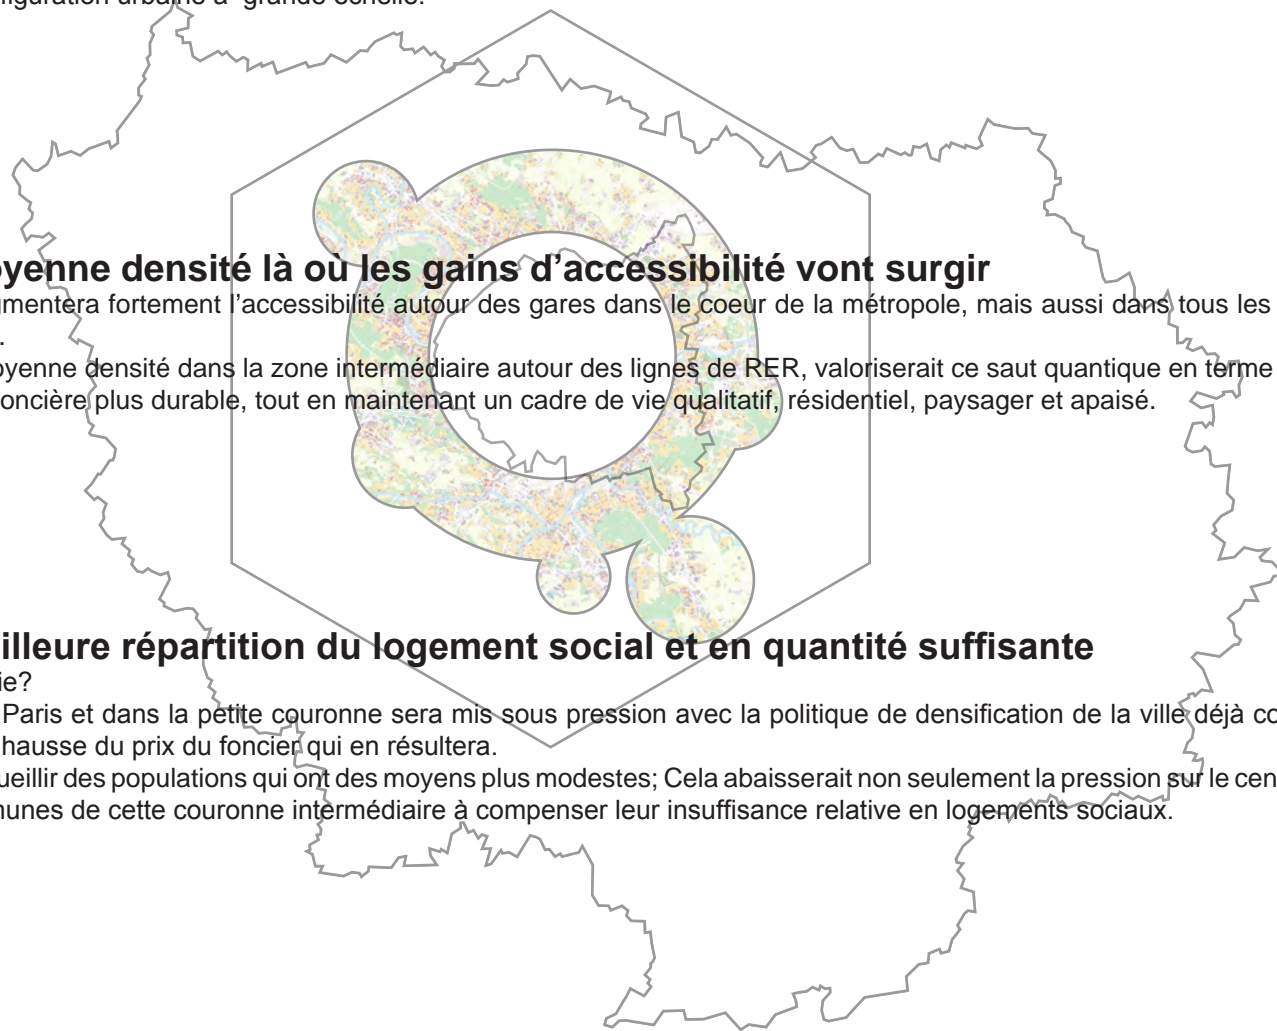 figuration urbaine à grande échelle.
yenne densité là où les gains d'accessibilité vont surgir
gmentera fortement l'accessibilité autour des gares dans le coeur de la métropole, mais aussi dans tous les
.
oyenne densité dans la zone intermédiaire autour des lignes de RER, valoriserait ce saut quantique en terme
oncière plus durable, tout en maintenant un cadre de vie qualitatif, résidentiel, paysager et apaisé.
illeure répartition du logement social et en quantité suffisante
ie?
Paris et dans la petite couronne sera mis sous pression avec la politique de densification de la ville déjà co
hausse du prix du foncier qui en résultera.
ueillir des populations qui ont des moyens plus modestes; Cela abaisserait non seulement la pression sur le cen
munes de cette couronne intermédiaire à compenser leur insuffisance relative en logements sociaux.